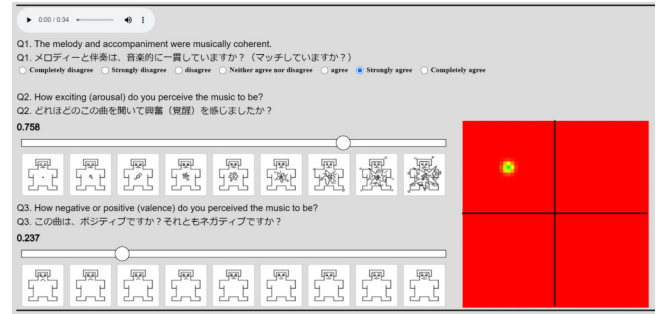 0:00 / 0:34
Q1. The melody and accompaniment were musically coherent.
Q1. メロディーと伴奏は、音楽的に一貫していますか？（マッチしていますか？）
Completely disagree Strongly disagree disagree Neither agree nor disagree agree Strongly agree Completely agree
Q2. How exciting (arousal) do you perceive the music to be?
Q2. どれほどのこの曲を聞いて興奮（覚醒）を感じましたか？
0.758
Q3. How negative or positive (valence) do you perceived the music to be?
Q3. この曲は、ポジティブですか？それともネガティブですか？
0.237